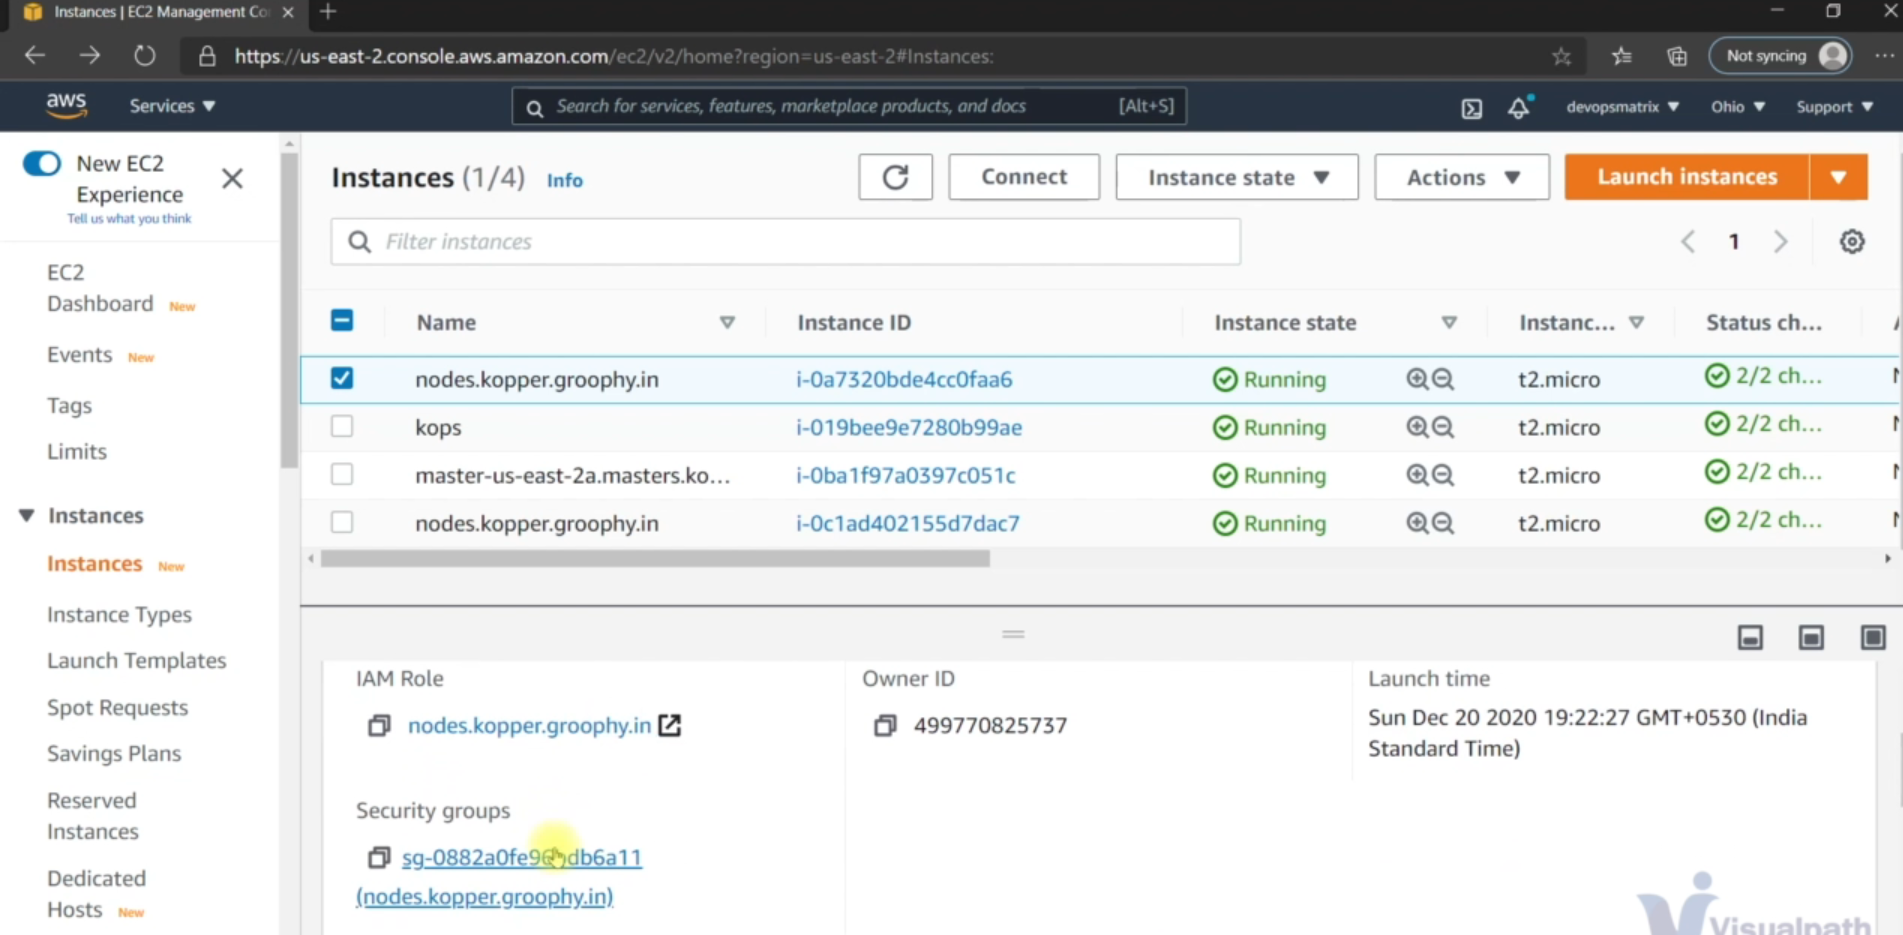 Instances | EC2 Management Co
https://us-east-2.console.aws.amazon.com/ec2/v2/home?region=us-east-2#Instances:
Not syncing
aws
Services
Search for services, features, marketplace products, and docs
[Alt+S]
devopsmatrix
Ohio
Support
New EC2
Experience
Tell us what you think
EC2
Dashboard New
Events New
Tags
Limits
Instances
Instances New
Instance Types
Launch Templates
Spot Requests
Savings Plans
Reserved
Instances
Dedicated
Hosts New
Instances (1/4) Info
Connect
Instance state
Actions
Launch instances
Filter instances
1
Name Instance ID Instance state Instanc... Status ch...
nodes.kopper.groophy.in i-0a7320bde4cc0faa6 Running t2.micro 2/2 ch...
kops i-019bee9e7280b99ae Running t2.micro 2/2 ch...
master-us-east-2a.masters.ko... i-0ba1f97a0397c051c Running t2.micro 2/2 ch...
nodes.kopper.groophy.in i-0c1ad402155d7dac7 Running t2.micro 2/2 ch...
IAM Role
nodes.kopper.groophy.in
Owner ID
499770825737
Launch time
Sun Dec 20 2020 19:22:27 GMT+0530 (India
Standard Time)
Security groups
(nodes.kopper.groophy.in)
Visualpath